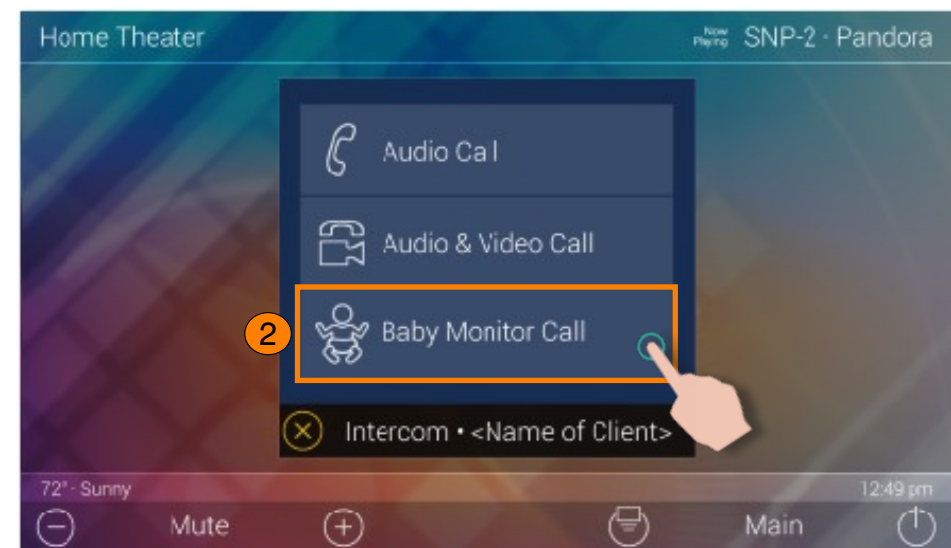 Home Theater
Now Playing SNP-2 · Pandora
Audio Call
Audio & Video Call
2 Baby Monitor Call
Intercom • <Name of Client>
72° - Sunny
12:49 pm
Mute
Main